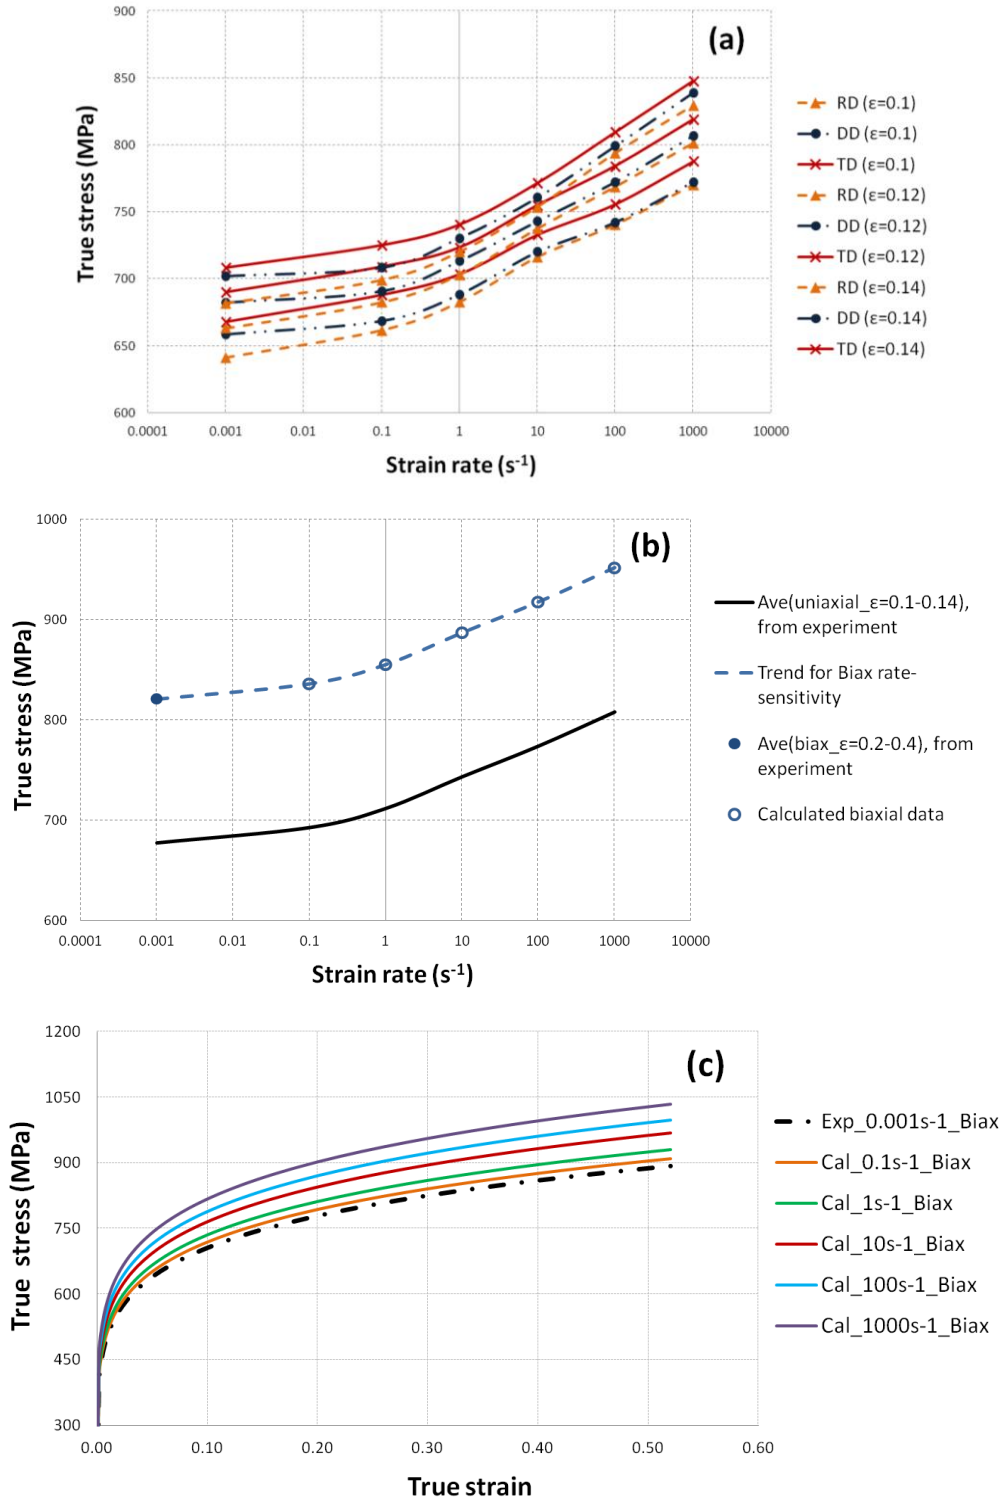 (a)
900
850
800
750
700
650
600
True stress (MPa)
0.0001
0.001
0.01
0.1
1
10
100
1000
10000
Strain rate (s-1)
RD (ε=0.1)
DD (ε=0.1)
TD (ε=0.1)
RD (ε=0.12)
DD (ε=0.12)
TD (ε=0.12)
RD (ε=0.14)
DD (ε=0.14)
TD (ε=0.14)
(b)
1000
900
800
700
600
True stress (MPa)
0.0001
0.001
0.01
0.1
1
10
100
1000
10000
Strain rate (s-1)
Ave(uniaxial_ε=0.1-0.14),
from experiment
Trend for Biax rate-
sensitivity
Ave(biax_ε=0.2-0.4), from
experiment
Calculated biaxial data
(c)
1200
1050
900
750
600
450
300
True stress (MPa)
0.00
0.10
0.20
0.30
0.40
0.50
0.60
True strain
Exp_0.001s-1_Biax
Cal_0.1s-1_Biax
Cal_1s-1_Biax
Cal_10s-1_Biax
Cal_100s-1_Biax
Cal_1000s-1_Biax